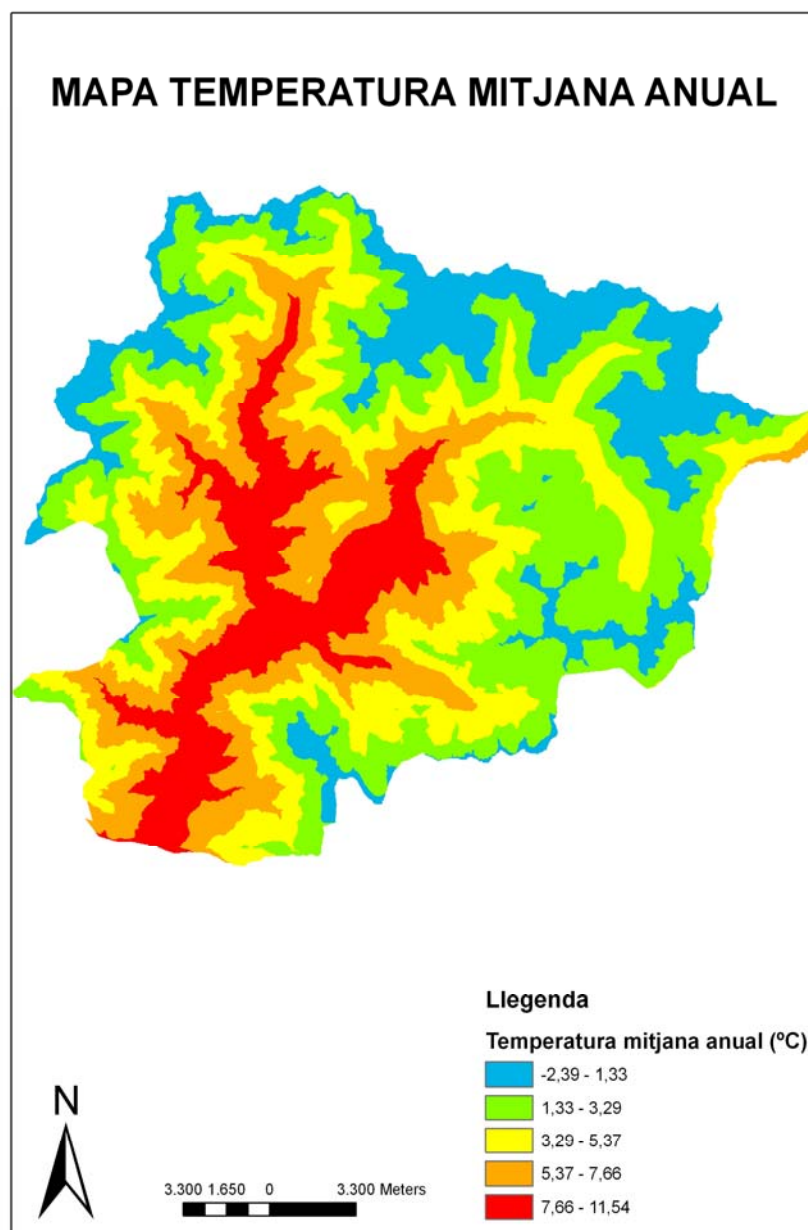 MAPA TEMPERATURA MITJANA ANUAL
Llegenda
Temperatura mitjana anual (ºC)
-2,39 - 1,33
1,33 - 3,29
3,29 - 5,37
5,37 - 7,66
7,66 - 11,54
N
3.300 1.650 0 3.300 Meters